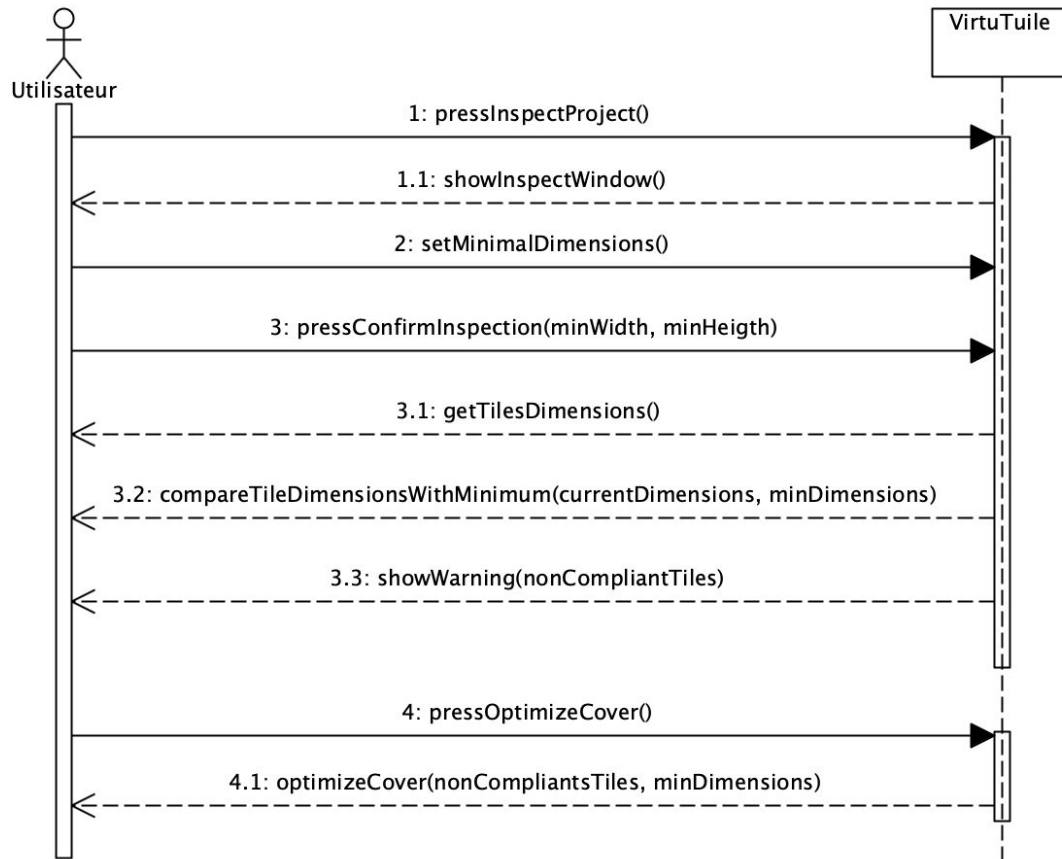 VirtuTuile
Utilisateur
1: pressInspectProject()
1.1: showInspectWindow()
2: setMinimalDimensions()
3: pressConfirmInspection(minWidth, minHeigth)
3.1: getTilesDimensions()
3.2: compareTileDimensionsWithMinimum(currentDimensions, minDimensions)
3.3: showWarning(nonCompliantTiles)
4: pressOptimizeCover()
4.1: optimizeCover(nonCompliantsTiles, minDimensions)